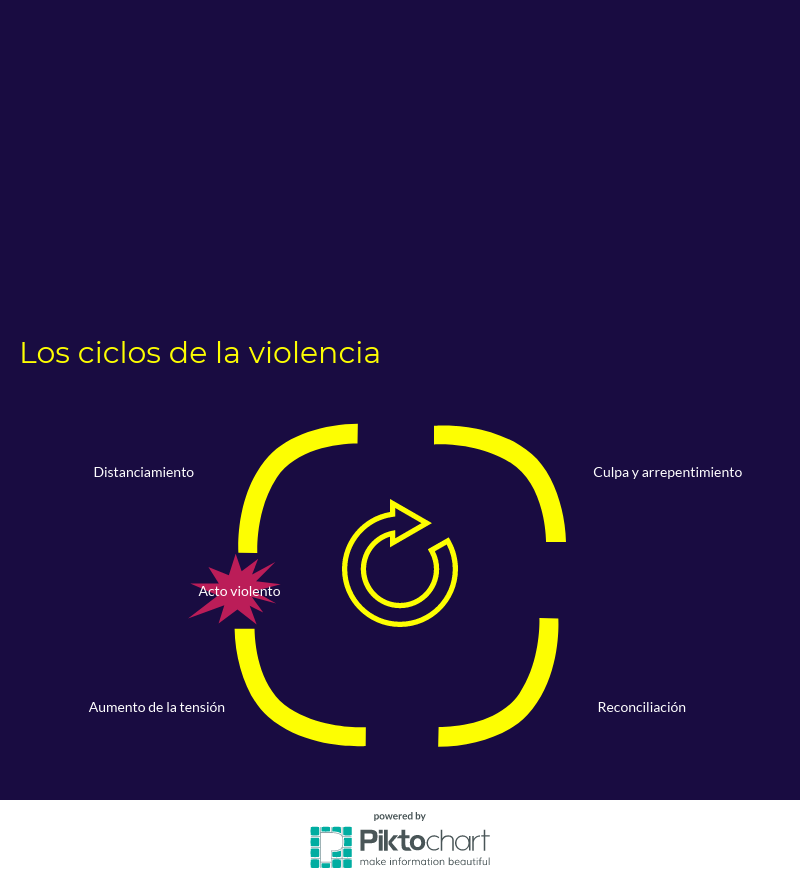 Los ciclos de la violencia
Distanciamiento
Culpa y arrepentimiento
Acto violento
Aumento de la tensión
Reconciliación
powered by
Piktochart
make information beautiful